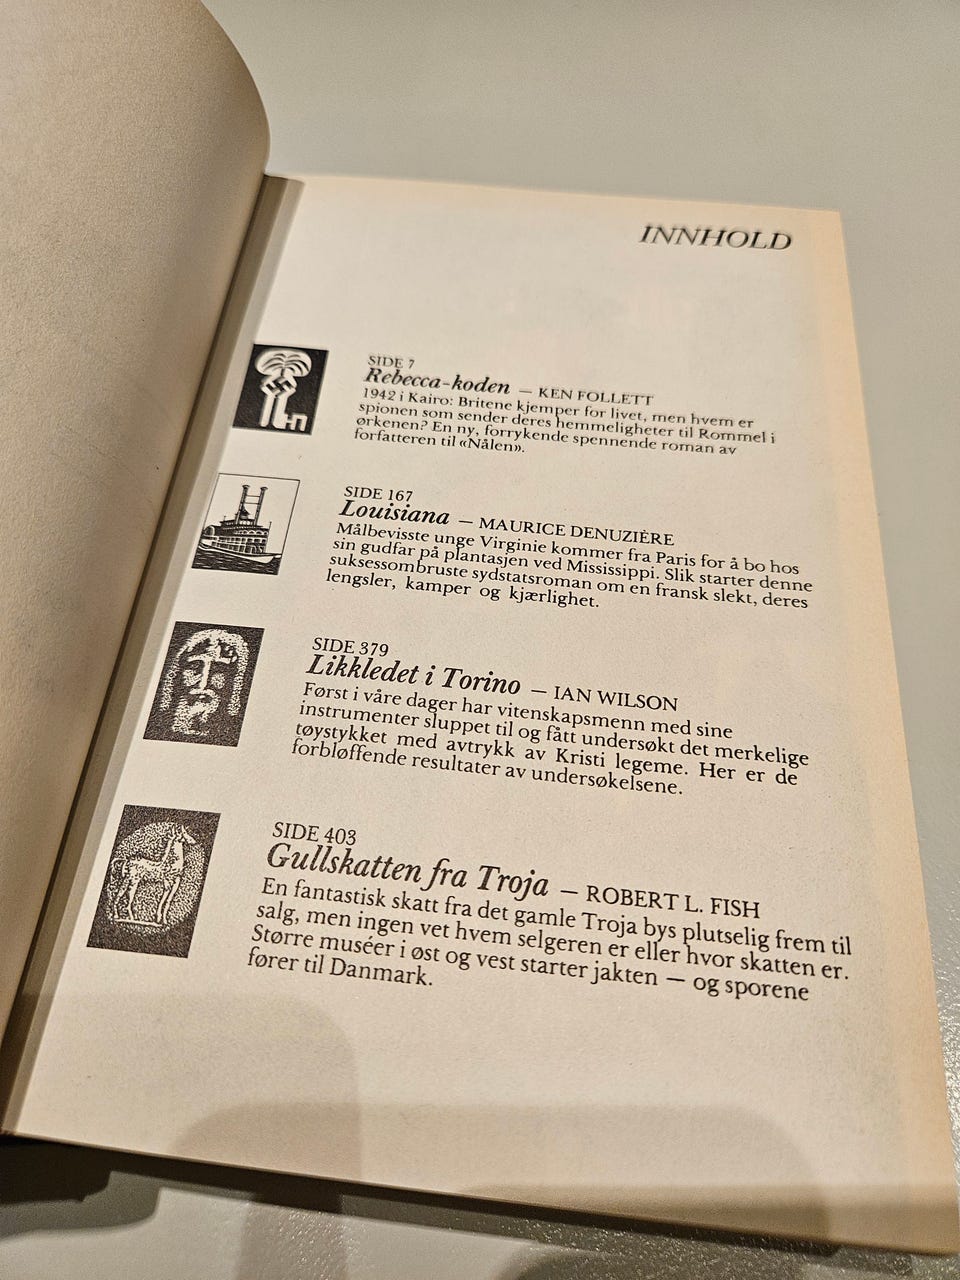 INNHOLD
SIDE 7
Rebecca-koden — KEN FOLLETT
1942 i Kairo: Britene kjemper for livet, men hvem er
spionen som sender deres hemmeligheter til Rommel i
ørkenen? En ny, forrykende spennende roman av
forfatteren til «Nålen».
SIDE 167
Louisiana — MAURICE DENUZIÈRE
Målbevisste unge Virginie kommer fra Paris for å bo hos
sin gudfar på plantasjen ved Mississippi. Slik starter denne
suksessombruste sydstatsroman om en fransk slekt, deres
lengsler, kamper og kjærlighet.
SIDE 379
Likkledet i Torino — IAN WILSON
Først i våre dager har vitenskapsmenn med sine
instrumenter sluppet til og fått undersøkt det merkelige
tøystykket med avtrykk av Kristi legeme. Her er de
forbløffende resultater av undersøkelsene.
SIDE 403
Gullskatten fra Troja — ROBERT L. FISH
En fantastisk skatt fra det gamle Troja bys plutselig frem til
salg, men ingen vet hvem selgeren er eller hvor skatten er.
Større muséer i øst og vest starter jakten — og sporene
fører til Danmark.